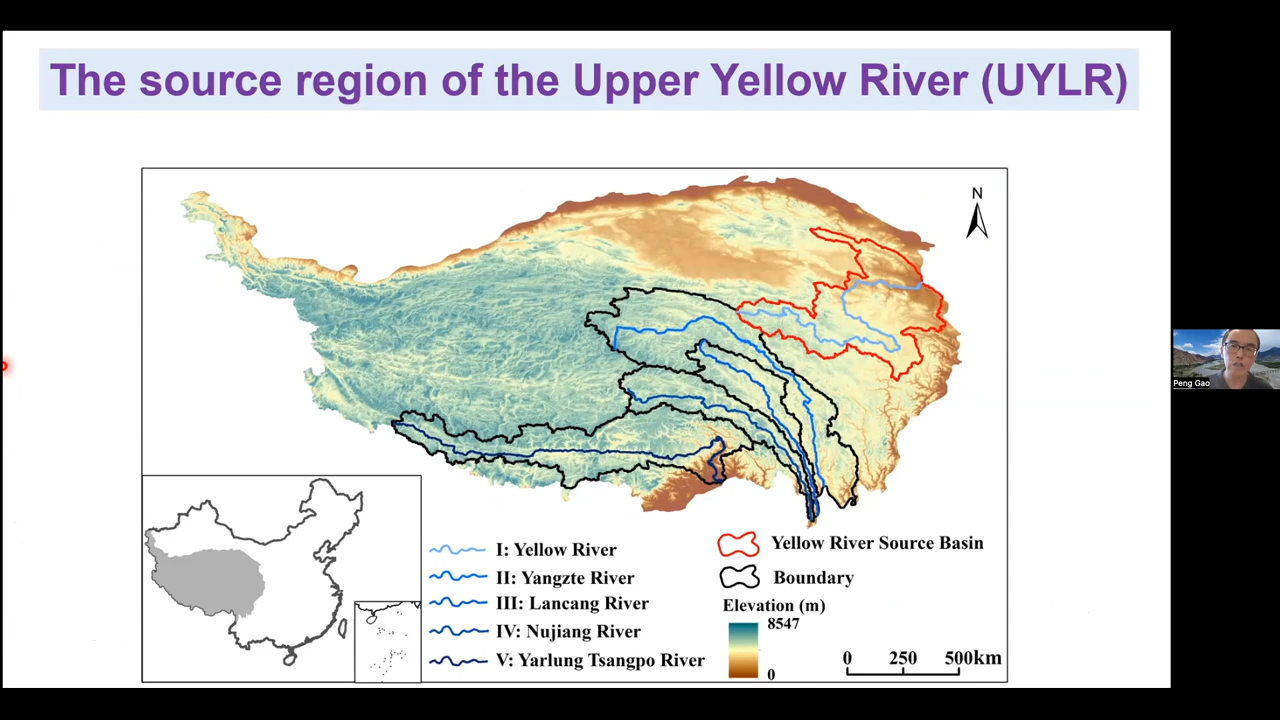 The source region of the Upper Yellow River (UYLR)
N
Peng Gao
I: Yellow River
II: Yangzte River
III: Lancang River
IV: Nujiang River
V: Yarlung Tsangpo River
Yellow River Source Basin
Boundary
Elevation (m)
8547
0
0 250 500km